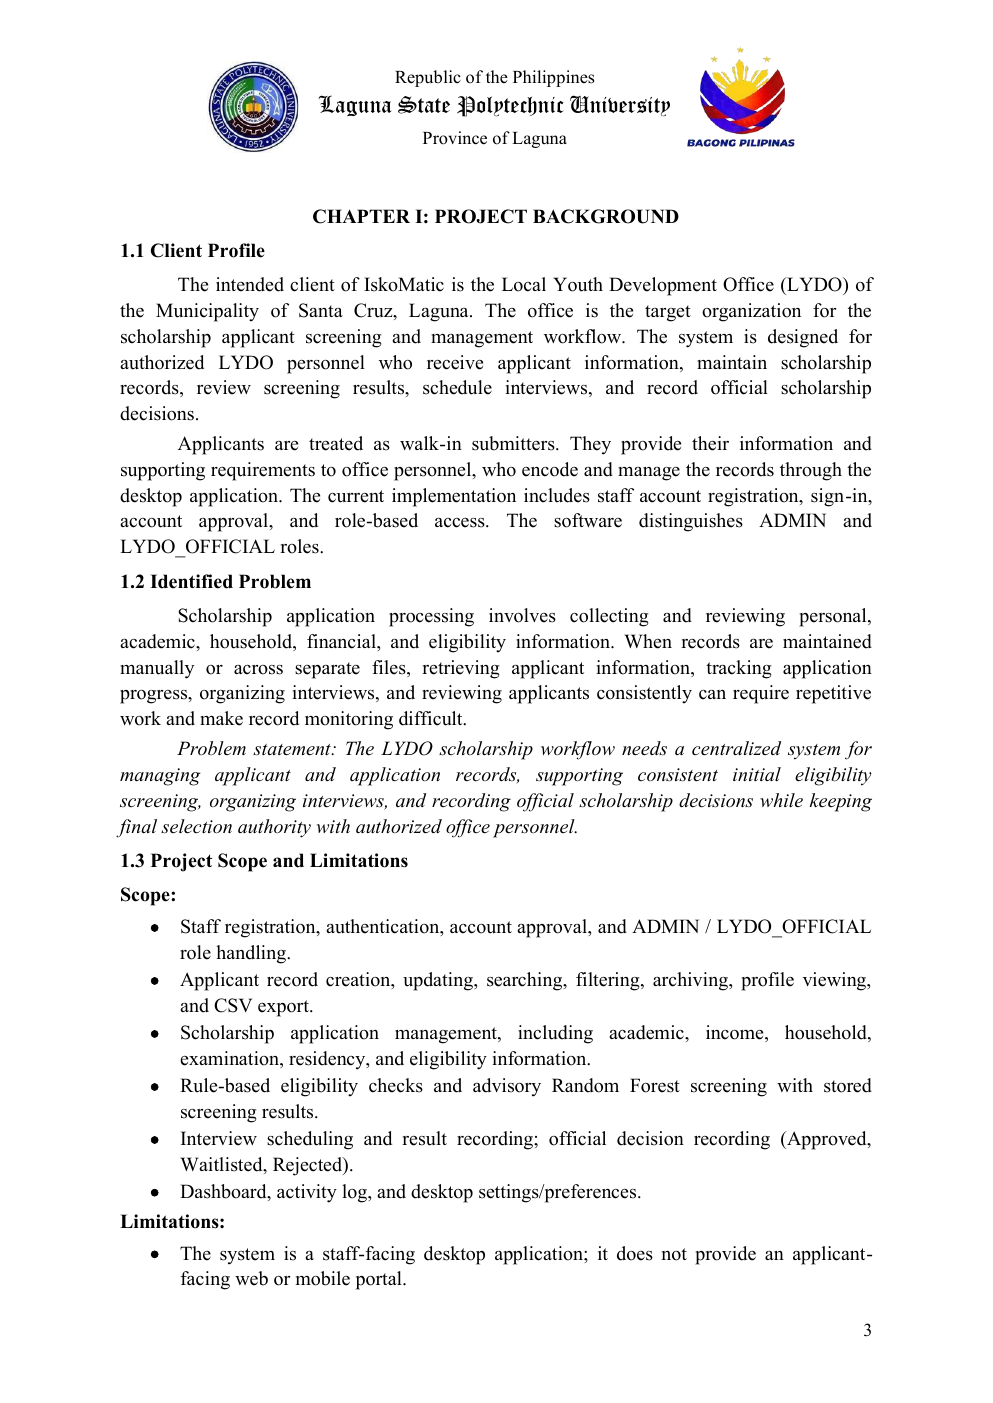 Republic of the Philippines
Laguna State Polytechnic University
Province of Laguna
LAGUNA STATE POLYTECHNIC UNIVERSITY
1952
BAGONG PILIPINAS
CHAPTER I: PROJECT BACKGROUND
1.1 Client Profile
The intended client of IskoMatic is the Local Youth Development Office (LYDO) of
the Municipality of Santa Cruz, Laguna. The office is the target organization for the
scholarship applicant screening and management workflow. The system is designed for
authorized LYDO personnel who receive applicant information, maintain scholarship
records, review screening results, schedule interviews, and record official scholarship
decisions.
Applicants are treated as walk-in submitters. They provide their information and
supporting requirements to office personnel, who encode and manage the records through the
desktop application. The current implementation includes staff account registration, sign-in,
account approval, and role-based access. The software distinguishes ADMIN and
LYDO_OFFICIAL roles.
1.2 Identified Problem
Scholarship application processing involves collecting and reviewing personal,
academic, household, financial, and eligibility information. When records are maintained
manually or across separate files, retrieving applicant information, tracking application
progress, organizing interviews, and reviewing applicants consistently can require repetitive
work and make record monitoring difficult.
Problem statement: The LYDO scholarship workflow needs a centralized system for
managing applicant and application records, supporting consistent initial eligibility
screening, organizing interviews, and recording official scholarship decisions while keeping
final selection authority with authorized office personnel.
1.3 Project Scope and Limitations
Scope:
● Staff registration, authentication, account approval, and ADMIN / LYDO_OFFICIAL
role handling.
● Applicant record creation, updating, searching, filtering, archiving, profile viewing,
and CSV export.
● Scholarship application management, including academic, income, household,
examination, residency, and eligibility information.
● Rule-based eligibility checks and advisory Random Forest screening with stored
screening results.
● Interview scheduling and result recording; official decision recording (Approved,
Waitlisted, Rejected).
● Dashboard, activity log, and desktop settings/preferences.
Limitations:
● The system is a staff-facing desktop application; it does not provide an applicant-
facing web or mobile portal.
3